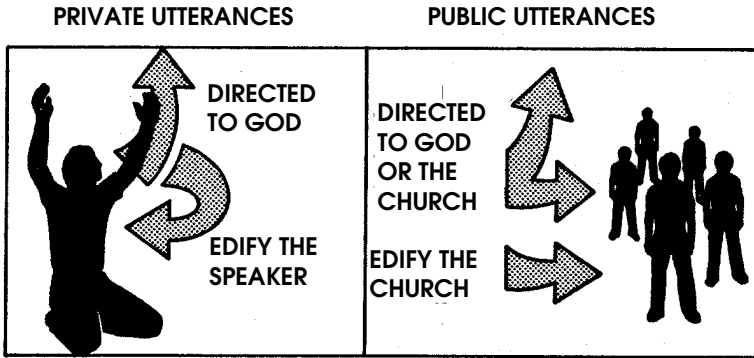 PRIVATE UTTERANCES
PUBLIC UTTERANCES
DIRECTED
TO GOD
EDIFY THE
SPEAKER
DIRECTED
TO GOD
OR THE
CHURCH
EDIFY THE
CHURCH